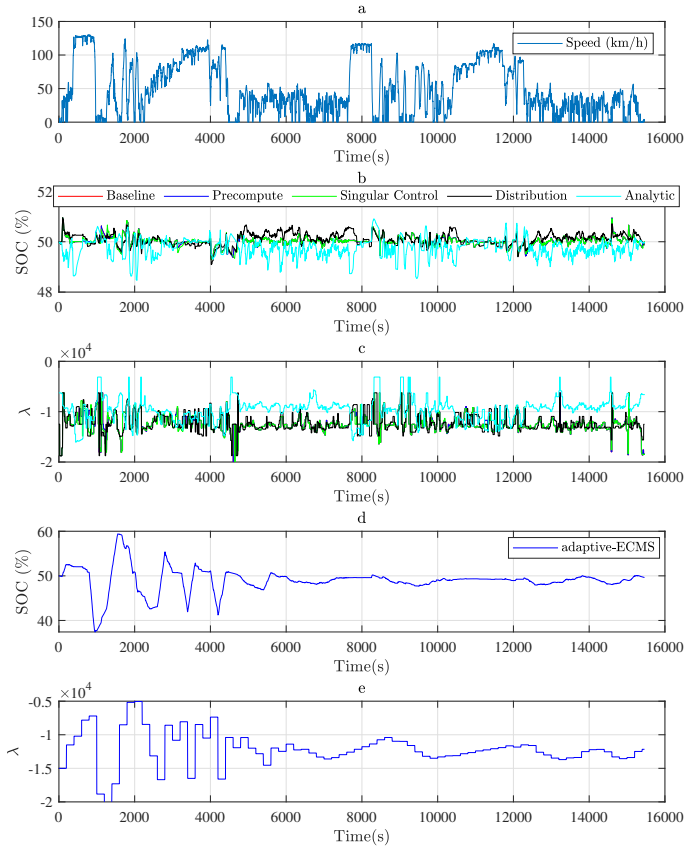 a
150
100
50
0
Speed (km/h)
0 2000 4000 6000 8000 10000 12000 14000 16000
Time(s)
b
52
50
48
SOC (%)
Baseline Precompute Singular Control Distribution Analytic
0 2000 4000 6000 8000 10000 12000 14000 16000
Time(s)
c
×10^4
0
-1
-2
λ
0 2000 4000 6000 8000 10000 12000 14000 16000
Time(s)
d
60
50
40
SOC (%)
adaptive-ECMS
0 2000 4000 6000 8000 10000 12000 14000 16000
Time(s)
e
×10^4
-0.5
-1
-1.5
-2
λ
0 2000 4000 6000 8000 10000 12000 14000 16000
Time(s)